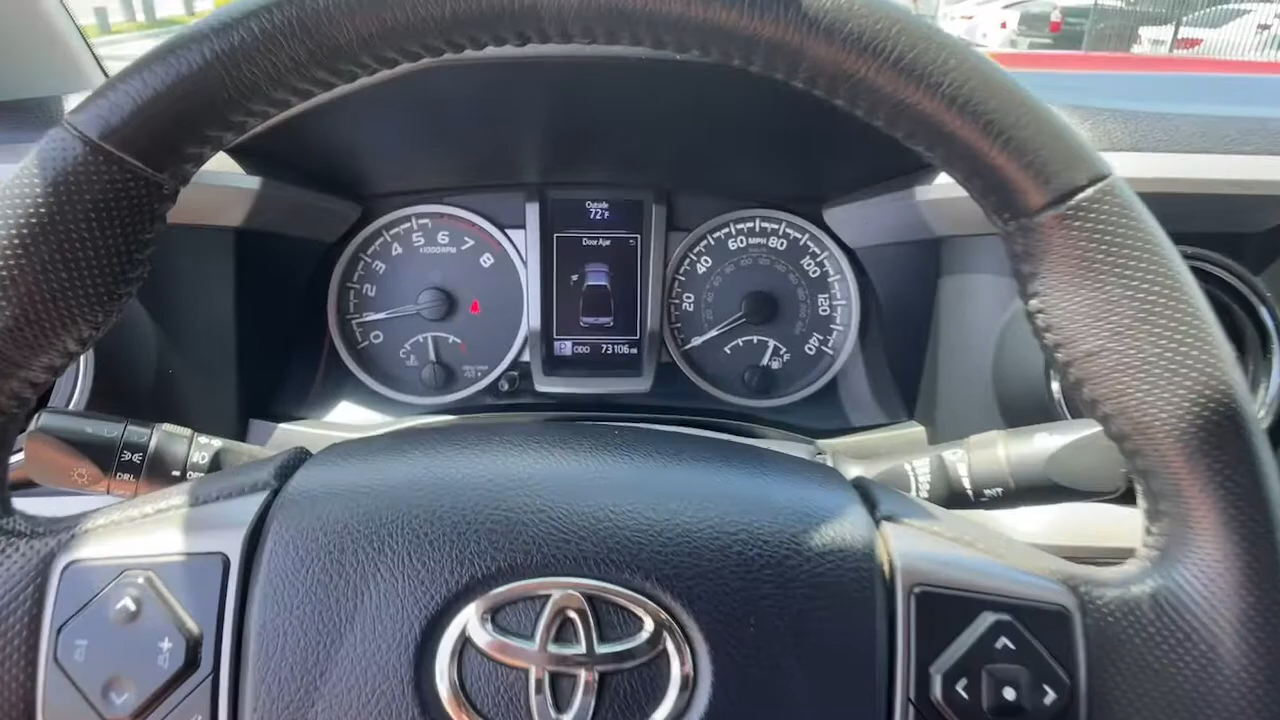 Outside
72°F
Door Ajar
P ODO 73106 mi
0 1 2 3 4 5 6 7 8
x1000RPM
C
20 40 60 MPH 80 100 120 140
F
DRL
OFF
INT